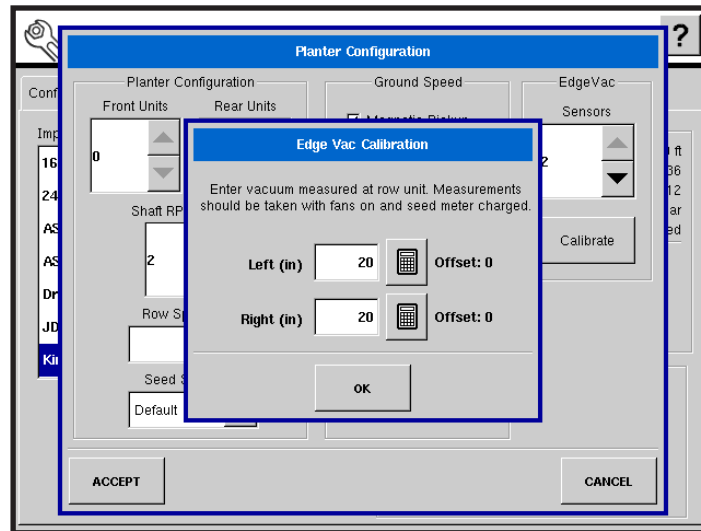 ?
Planter Configuration
Conf
Planter Configuration
Ground Speed
EdgeVac
Front Units
Rear Units
Sensors
0
2
Imp
16
24
AS
AS
Dr
JD
Kin
ft
36
12
ar
ed
Edge Vac Calibration
Enter vacuum measured at row unit. Measurements
should be taken with fans on and seed meter charged.
Left (in)
20
Offset: 0
Right (in)
20
Offset: 0
OK
Shaft RP
2
Calibrate
Row Sp
Seed S
Default
ACCEPT
CANCEL